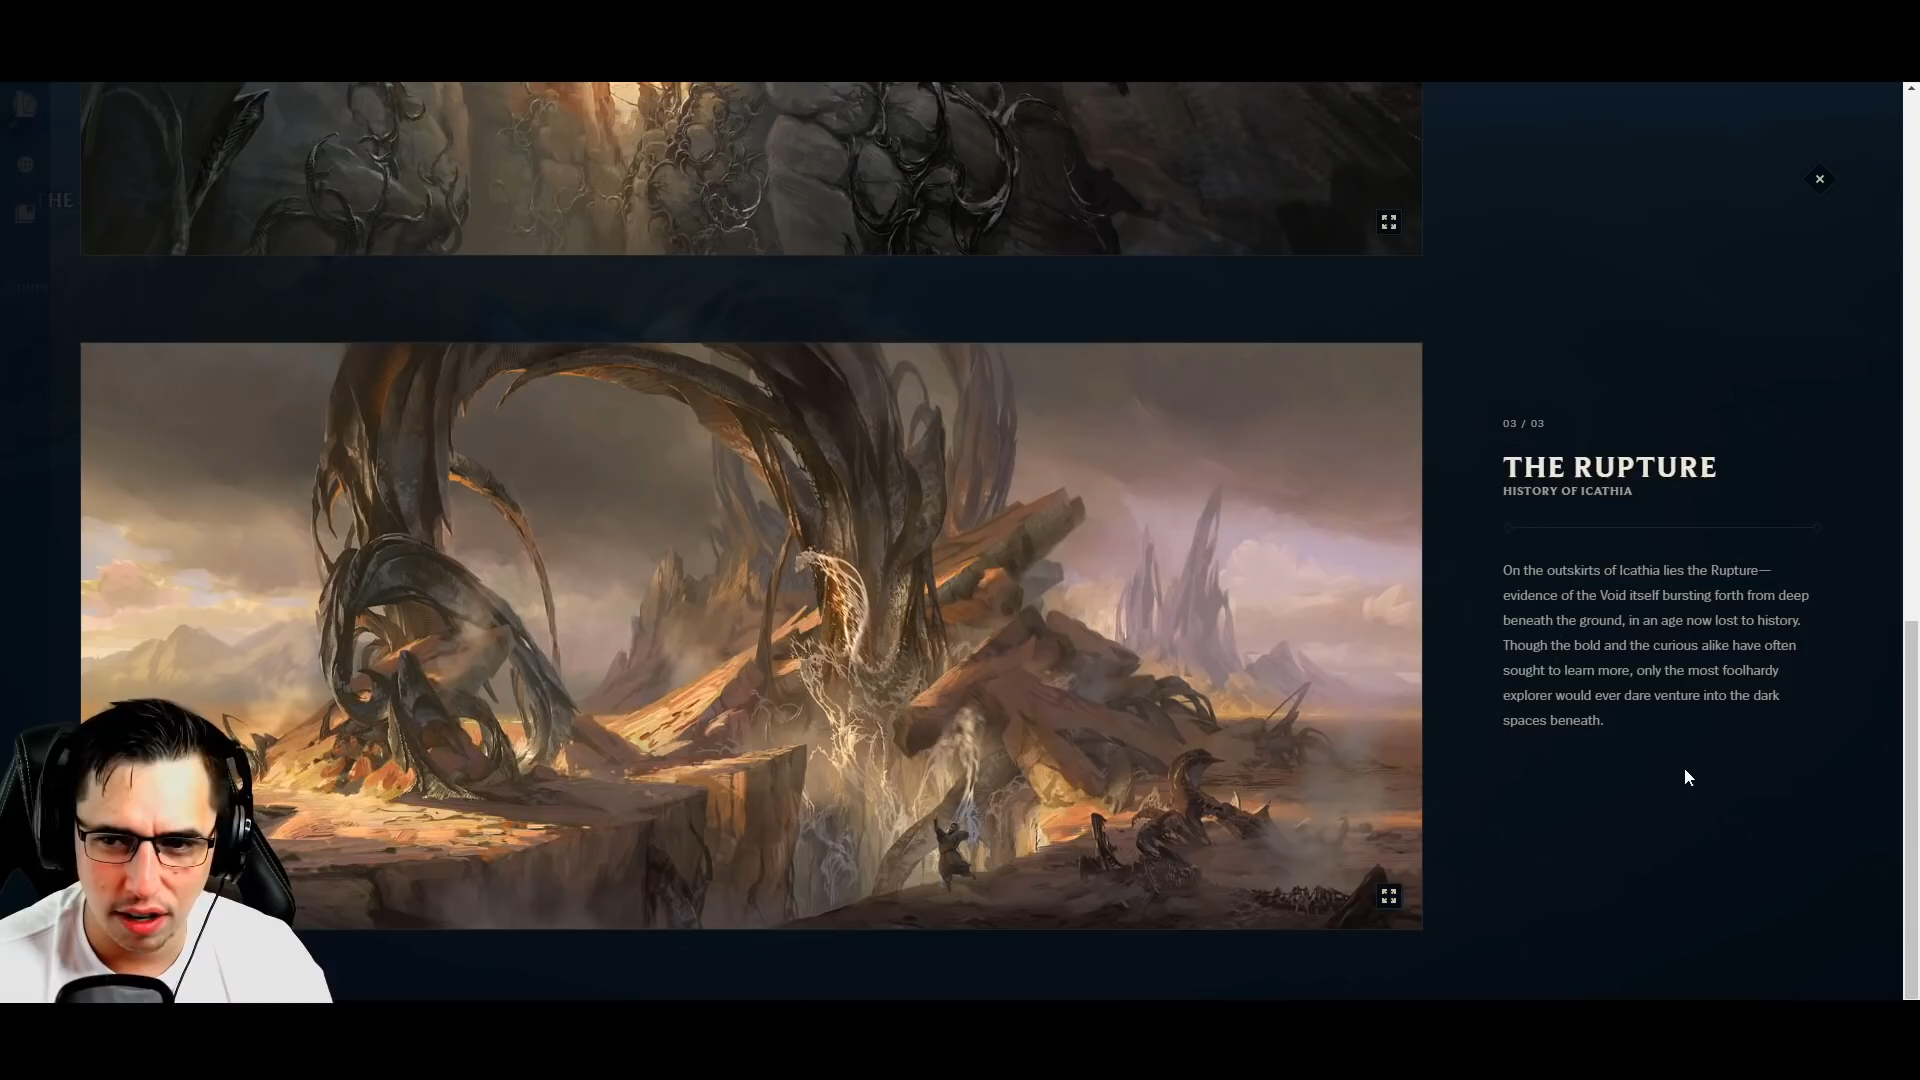 THE
03 / 03
THE RUPTURE
HISTORY OF ICATHIA
On the outskirts of Icathia lies the Rupture—
evidence of the Void itself bursting forth from deep
beneath the ground, in an age now lost to history.
Though the bold and the curious alike have often
sought to learn more, only the most foolhardy
explorer would ever dare venture into the dark
spaces beneath.